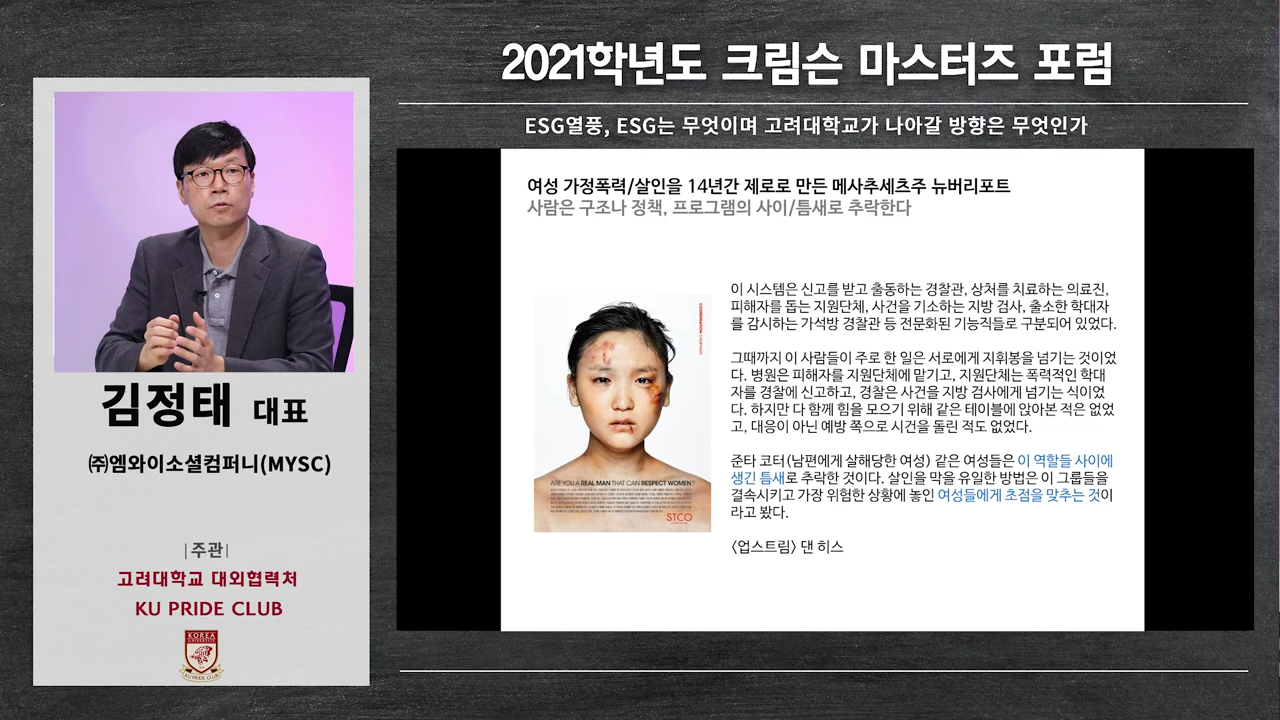 2021학년도 크림슨 마스터즈 포럼
ESG열풍, ESG는 무엇이며 고려대학교가 나아갈 방향은 무엇인가
김정태 대표
㈜엠와이소셜컴퍼니(MYSC)
|주관|
고려대학교 대외협력처
KU PRIDE CLUB
KOREA
UNIVERSITY
KU PRIDE CLUB
여성 가정폭력/살인을 14년간 제로로 만든 메사추세츠주 뉴버리포트
사람은 구조나 정책, 프로그램의 사이/틈새로 추락한다
ARE YOU A REAL MAN THAT CAN RESPECT WOMEN?
STCO
이 시스템은 신고를 받고 출동하는 경찰관, 상처를 치료하는 의료진,
피해자를 돕는 지원단체, 사건을 기소하는 지방 검사, 출소한 학대자
를 감시하는 가석방 경찰관 등 전문화된 기능직들로 구분되어 있었다.
그때까지 이 사람들이 주로 한 일은 서로에게 지휘봉을 넘기는 것이었
다. 병원은 피해자를 지원단체에 맡기고, 지원단체는 폭력적인 학대
자를 경찰에 신고하고, 경찰은 사건을 지방 검사에게 넘기는 식이었
다. 하지만 다 함께 힘을 모으기 위해 같은 테이블에 앉아본 적은 없었
고, 대응이 아닌 예방 쪽으로 시건을 돌린 적도 없었다.
준타 코터(남편에게 살해당한 여성) 같은 여성들은 이 역할들 사이에
생긴 틈새로 추락한 것이다. 살인을 막을 유일한 방법은 이 그룹들을
결속시키고 가장 위험한 상황에 놓인 여성들에게 초점을 맞추는 것이
라고 봤다.
〈업스트림〉 댄 히스